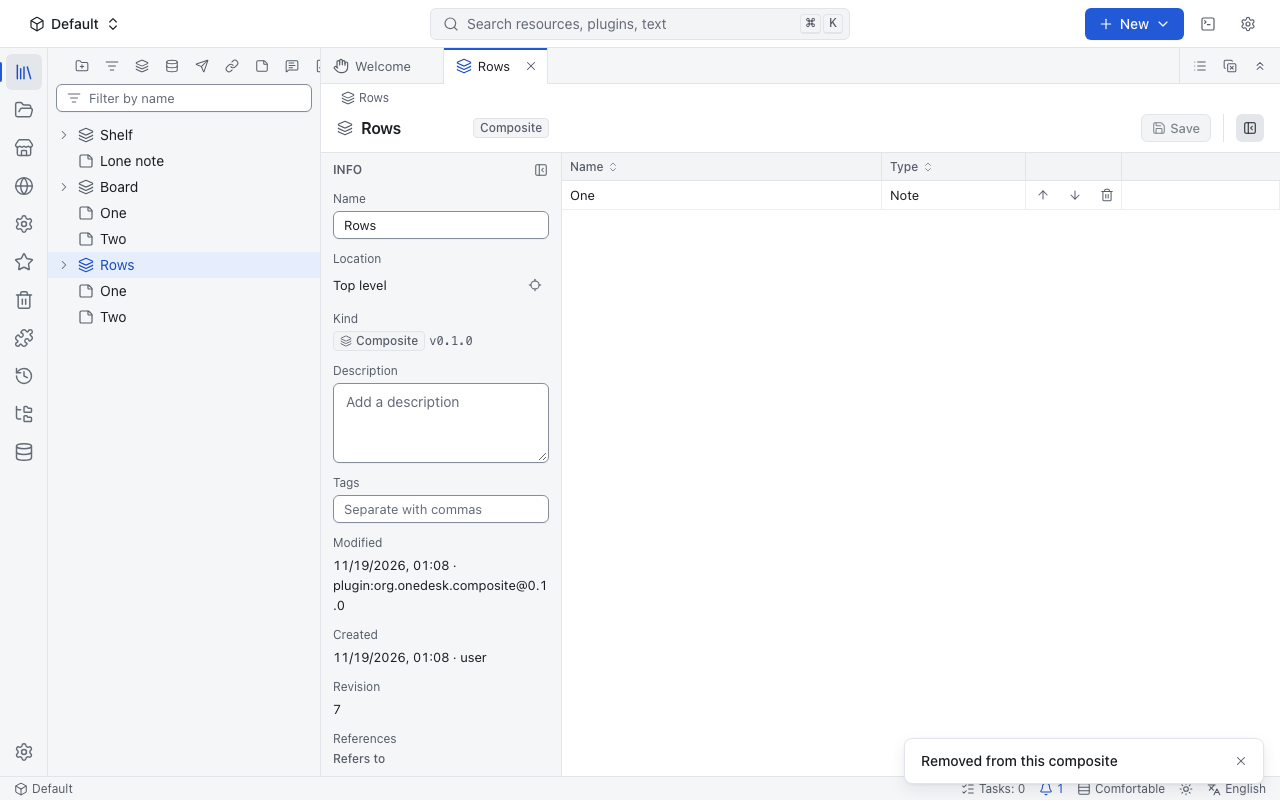 Default
Search resources, plugins, text
⌘ K
New
Filter by name
Shelf
Lone note
Board
One
Two
Rows
One
Two
Welcome
Rows
Rows
Rows
Composite
Save
INFO
Name
Rows
Location
Top level
Kind
Composite v0.1.0
Description
Add a description
Tags
Separate with commas
Modified
11/19/2026, 01:08 ·
plugin:org.onedesk.composite@0.1
.0
Created
11/19/2026, 01:08 · user
Revision
7
References
Refers to
Name Type
One Note
Removed from this composite
Default
Tasks: 0
1
Comfortable
English